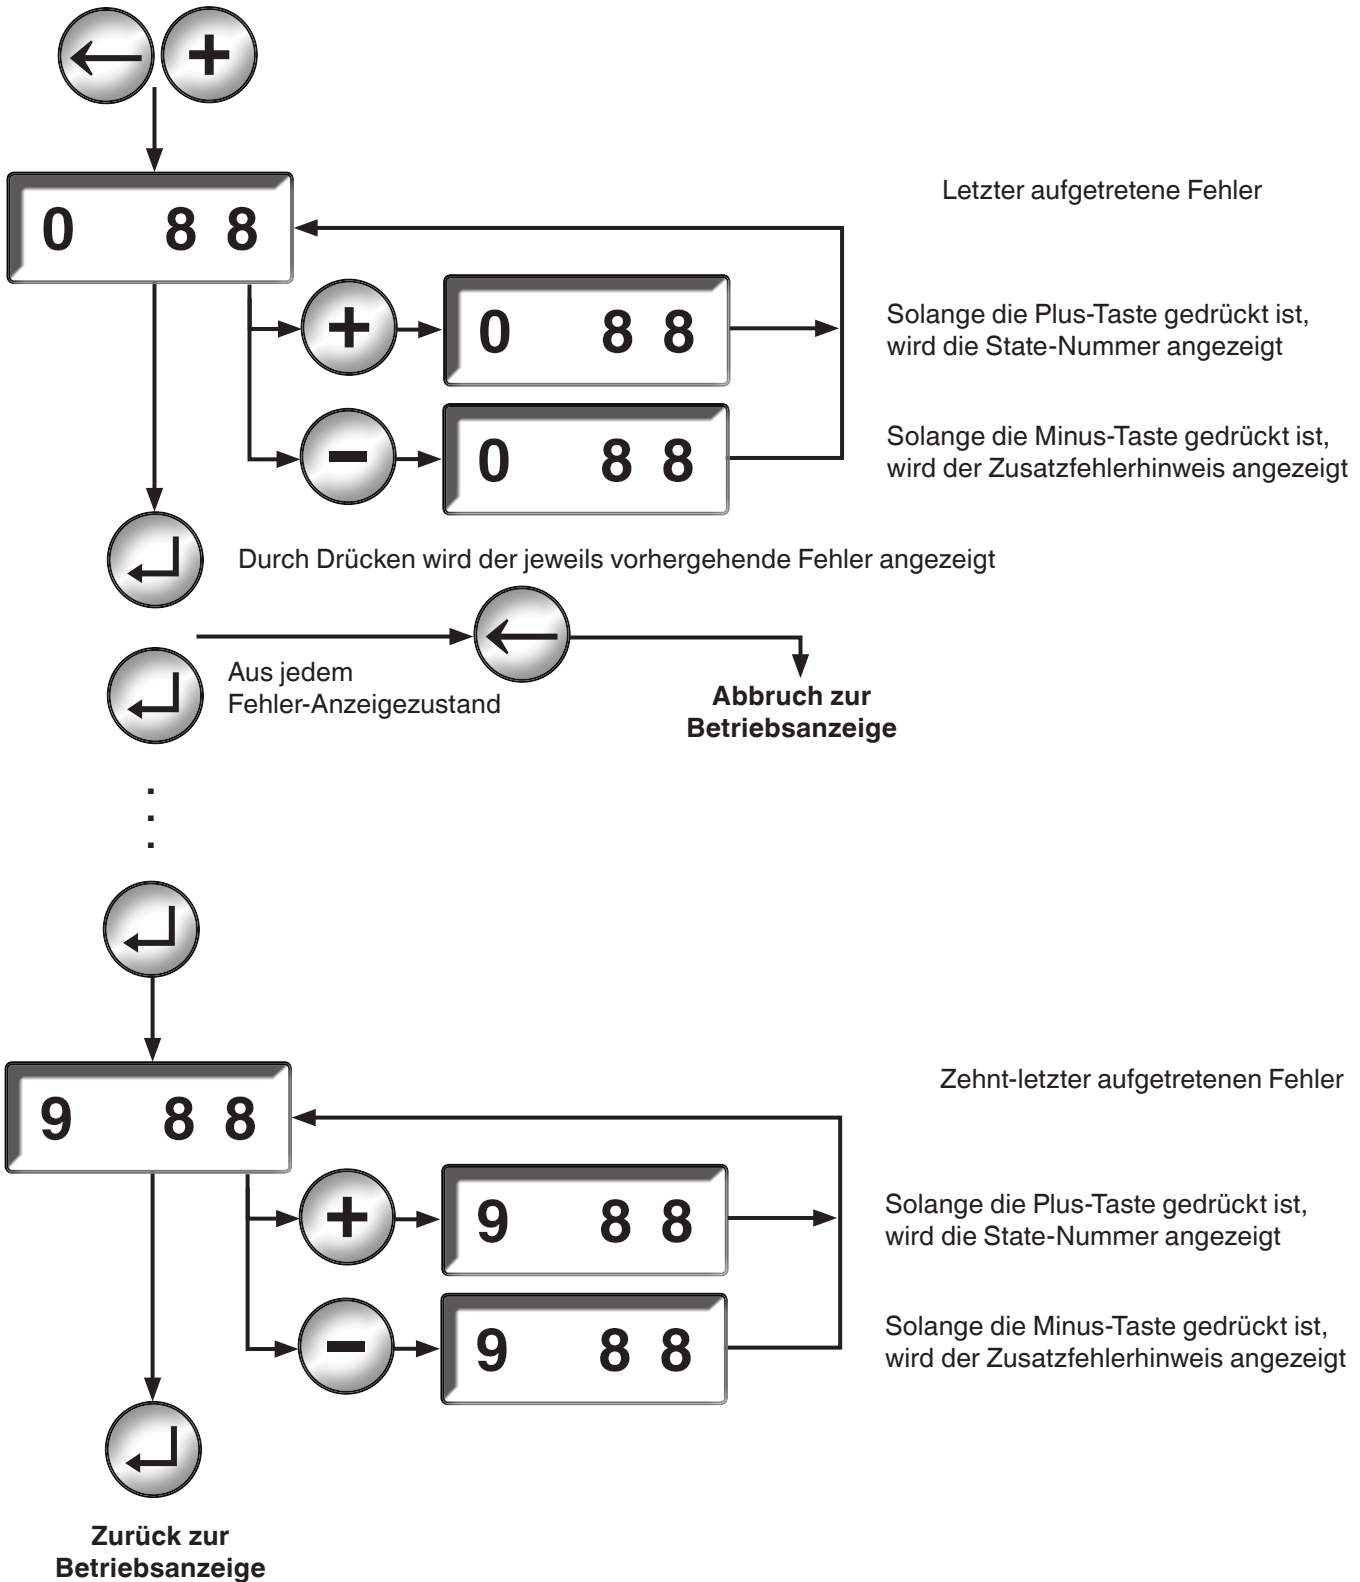 Letzter aufgetretene Fehler
0 8 8
0 8 8
Solange die Plus-Taste gedrückt ist,
wird die State-Nummer angezeigt
0 8 8
Solange die Minus-Taste gedrückt ist,
wird der Zusatzfehlerhinweis angezeigt
Durch Drücken wird der jeweils vorhergehende Fehler angezeigt
Aus jedem
Fehler-Anzeigezustand
Abbruch zur
Betriebsanzeige
Zehnt-letzter aufgetretenen Fehler
9 8 8
9 8 8
Solange die Plus-Taste gedrückt ist,
wird die State-Nummer angezeigt
9 8 8
Solange die Minus-Taste gedrückt ist,
wird der Zusatzfehlerhinweis angezeigt
Zurück zur
Betriebsanzeige